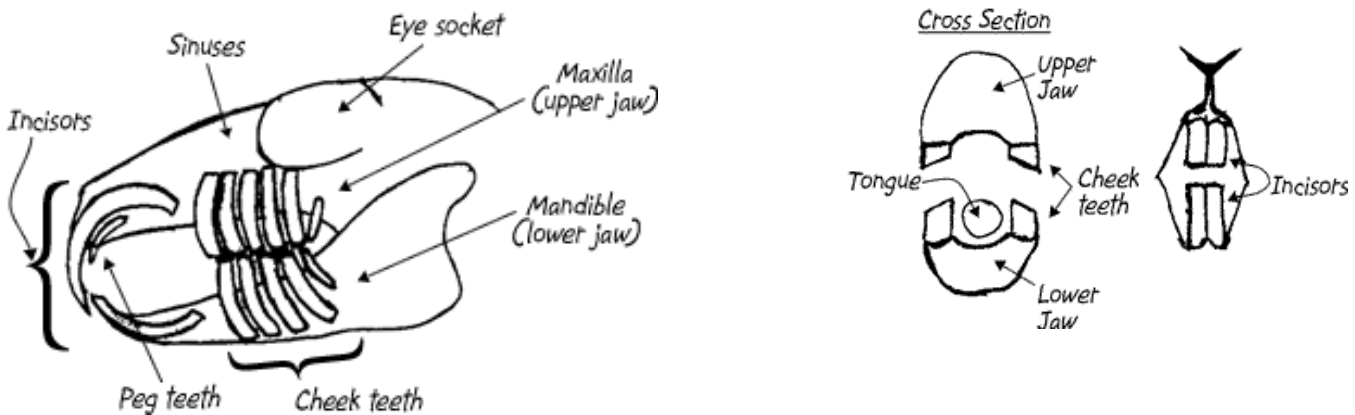 Eye socket
Sinuses
Maxilla
(upper jaw)
Incisors
Mandible
(lower jaw)
Peg teeth
Cheek teeth
Cross Section
Upper
Jaw
Tongue
Cheek
teeth
Incisors
Lower
Jaw